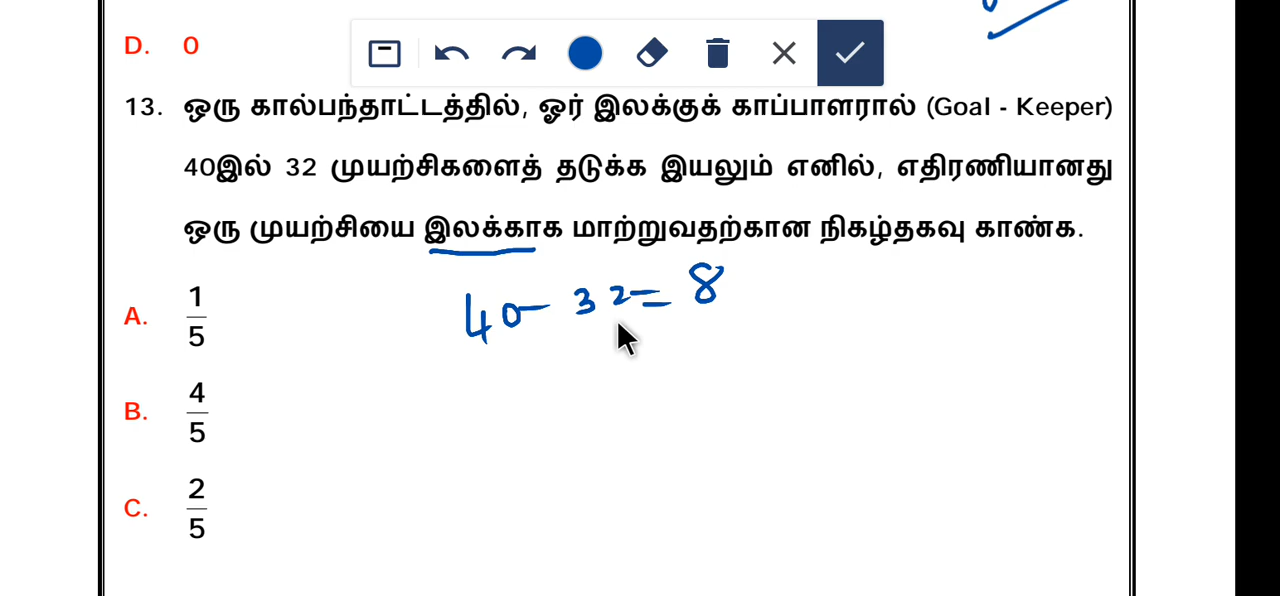 D. 0
13. ஒரு கால்பந்தாட்டத்தில், ஓர் இலக்குக் காப்பாளரால் (Goal - Keeper)
40இல் 32 முயற்சிகளைத் தடுக்க இயலும் எனில், எதிரணியானது
ஒரு முயற்சியை இலக்காக மாற்றுவதற்கான நிகழ்தகவு காண்க.
40 - 32 = 8
A. 1/5
B. 4/5
C. 2/5